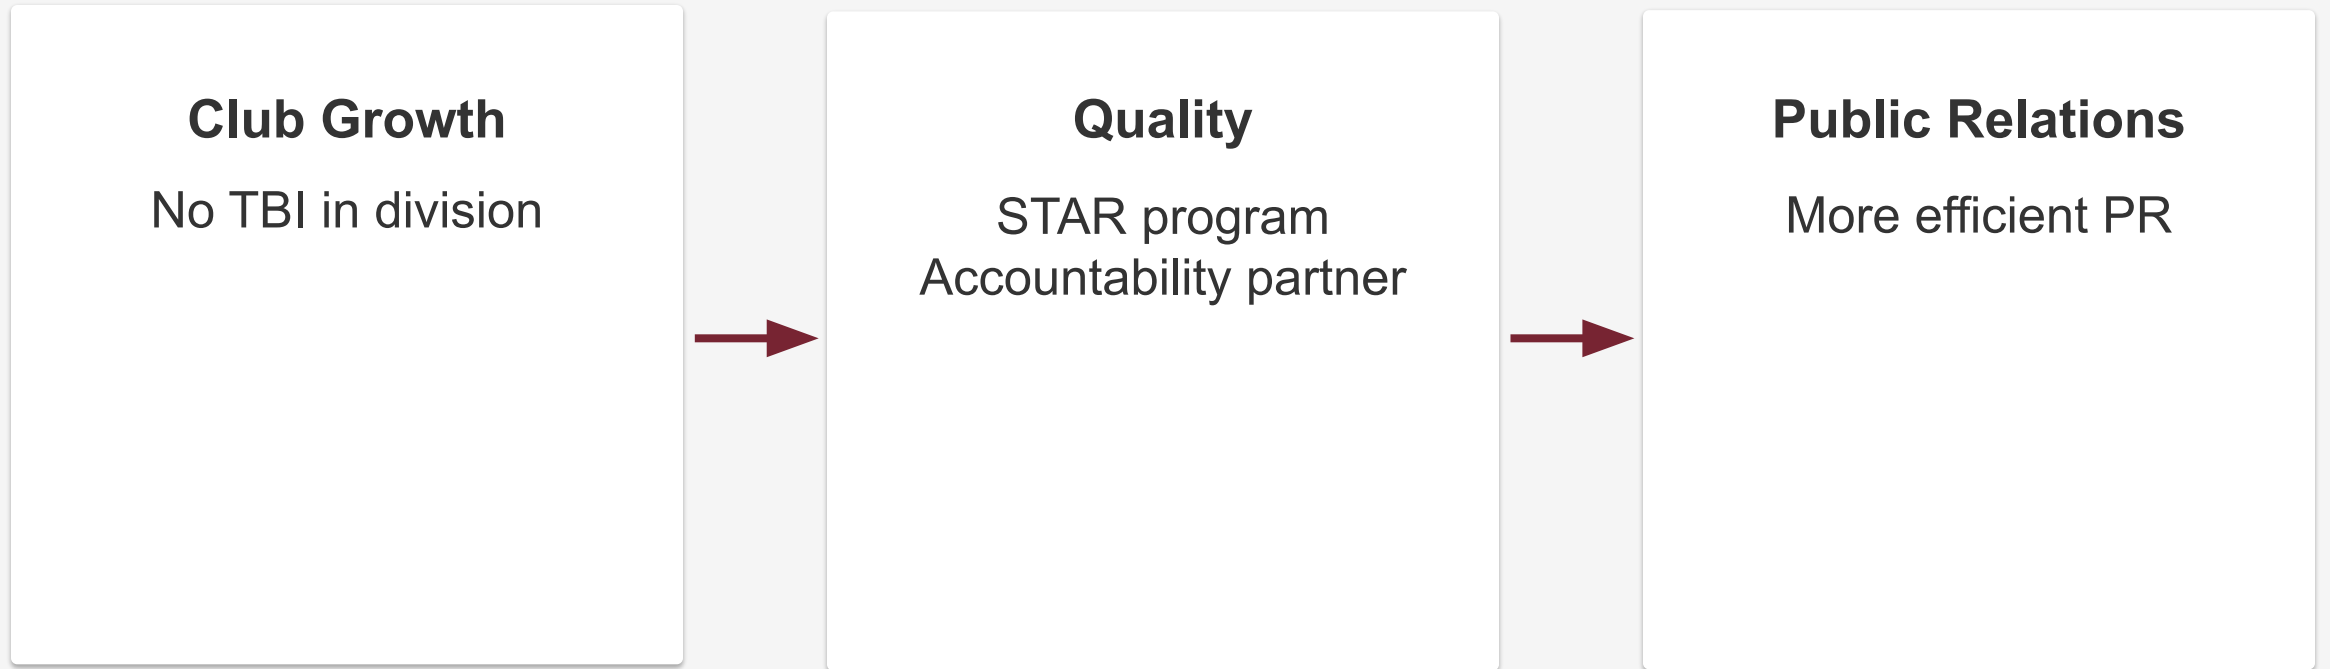 Club Growth
No TBI in division
Quality
STAR program
Accountability partner
Public Relations
More efficient PR